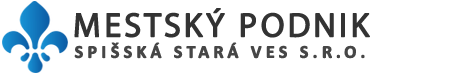 MESTSKÝ PODNIK
SPIŠSKÁ STARÁ VES S.R.O.